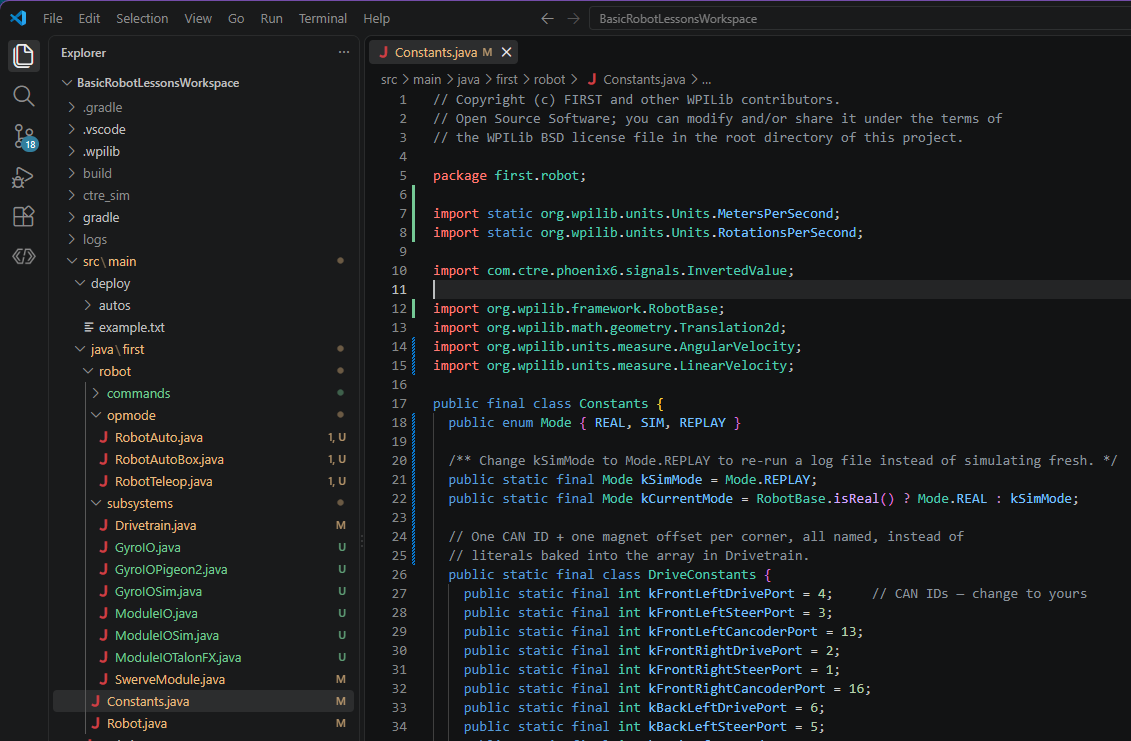 File Edit Selection View Go Run Terminal Help
BasicRobotLessonsWorkspace
Explorer
BasicRobotLessonsWorkspace
.gradle
.vscode
.wpilib
build
ctre_sim
gradle
logs
src\main
deploy
autos
example.txt
java\first
robot
commands
opmode
RobotAuto.java 1, U
RobotAutoBox.java 1, U
RobotTeleop.java 1, U
subsystems
Drivetrain.java M
GyroIO.java U
GyroIOPigeon2.java U
GyroIOSim.java U
ModuleIO.java U
ModuleIOSim.java U
ModuleIOTalonFX.java U
SwerveModule.java M
Constants.java M
Robot.java M
18
Constants.java M
src > main > java > first > robot > Constants.java > ...
1 // Copyright (c) FIRST and other WPILib contributors.
2 // Open Source Software; you can modify and/or share it under the terms of
3 // the WPILib BSD license file in the root directory of this project.
4
5 package first.robot;
6
7 import static org.wpilib.units.Units.MetersPerSecond;
8 import static org.wpilib.units.Units.RotationsPerSecond;
9
10 import com.ctre.phoenix6.signals.InvertedValue;
11
12 import org.wpilib.framework.RobotBase;
13 import org.wpilib.math.geometry.Translation2d;
14 import org.wpilib.units.measure.AngularVelocity;
15 import org.wpilib.units.measure.LinearVelocity;
16
17 public final class Constants {
18 public enum Mode { REAL, SIM, REPLAY }
19
20 /** Change kSimMode to Mode.REPLAY to re-run a log file instead of simulating fresh. */
21 public static final Mode kSimMode = Mode.REPLAY;
22 public static final Mode kCurrentMode = RobotBase.isReal() ? Mode.REAL : kSimMode;
23
24 // One CAN ID + one magnet offset per corner, all named, instead of
25 // literals baked into the array in Drivetrain.
26 public static final class DriveConstants {
27 public static final int kFrontLeftDrivePort = 4; // CAN IDs — change to yours
28 public static final int kFrontLeftSteerPort = 3;
29 public static final int kFrontLeftCancoderPort = 13;
30 public static final int kFrontRightDrivePort = 2;
31 public static final int kFrontRightSteerPort = 1;
32 public static final int kFrontRightCancoderPort = 16;
33 public static final int kBackLeftDrivePort = 6;
34 public static final int kBackLeftSteerPort = 5;